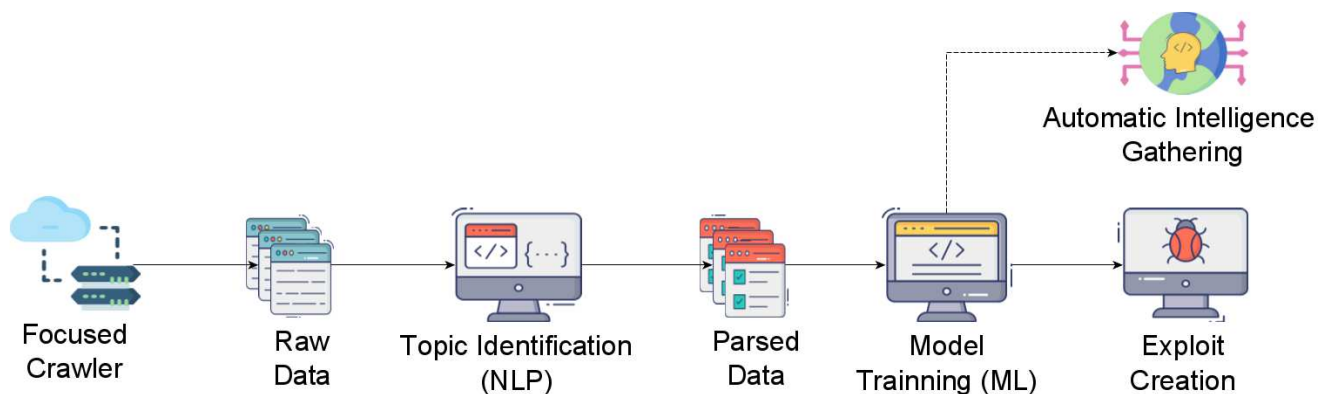 Automatic Intelligence
Gathering
</>
{...}
</>
Focused
Crawler
Raw
Data
Topic Identification
(NLP)
Parsed
Data
Model
Trainning (ML)
Exploit
Creation